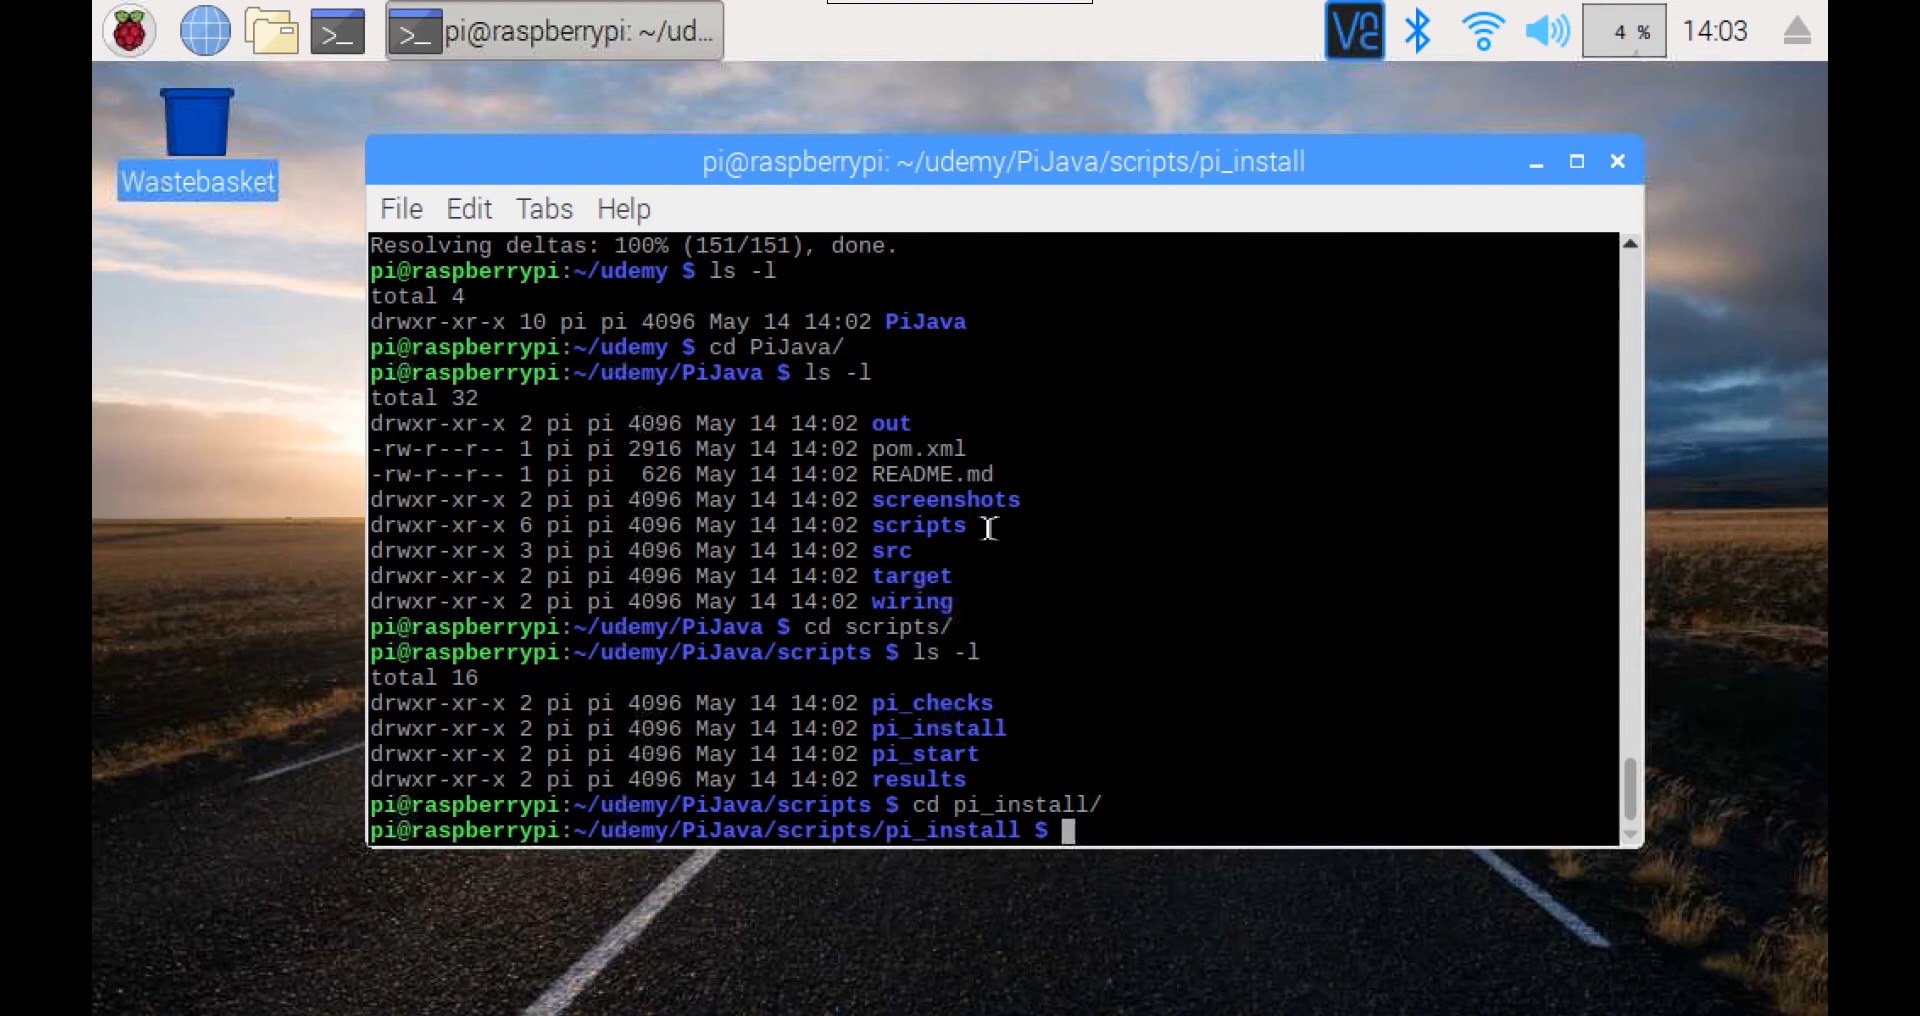 pi@raspberrypi: ~/ud...
4 %
14:03
Wastebasket
pi@raspberrypi: ~/udemy/PiJava/scripts/pi_install
File Edit Tabs Help
Resolving deltas: 100% (151/151), done.
pi@raspberrypi:~/udemy $ ls -l
total 4
drwxr-xr-x 10 pi pi 4096 May 14 14:02 PiJava
pi@raspberrypi:~/udemy $ cd PiJava/
pi@raspberrypi:~/udemy/PiJava $ ls -l
total 32
drwxr-xr-x 2 pi pi 4096 May 14 14:02 out
-rw-r--r-- 1 pi pi 2916 May 14 14:02 pom.xml
-rw-r--r-- 1 pi pi  626 May 14 14:02 README.md
drwxr-xr-x 2 pi pi 4096 May 14 14:02 screenshots
drwxr-xr-x 6 pi pi 4096 May 14 14:02 scripts
drwxr-xr-x 3 pi pi 4096 May 14 14:02 src
drwxr-xr-x 2 pi pi 4096 May 14 14:02 target
drwxr-xr-x 2 pi pi 4096 May 14 14:02 wiring
pi@raspberrypi:~/udemy/PiJava $ cd scripts/
pi@raspberrypi:~/udemy/PiJava/scripts $ ls -l
total 16
drwxr-xr-x 2 pi pi 4096 May 14 14:02 pi_checks
drwxr-xr-x 2 pi pi 4096 May 14 14:02 pi_install
drwxr-xr-x 2 pi pi 4096 May 14 14:02 pi_start
drwxr-xr-x 2 pi pi 4096 May 14 14:02 results
pi@raspberrypi:~/udemy/PiJava/scripts $ cd pi_install/
pi@raspberrypi:~/udemy/PiJava/scripts/pi_install $